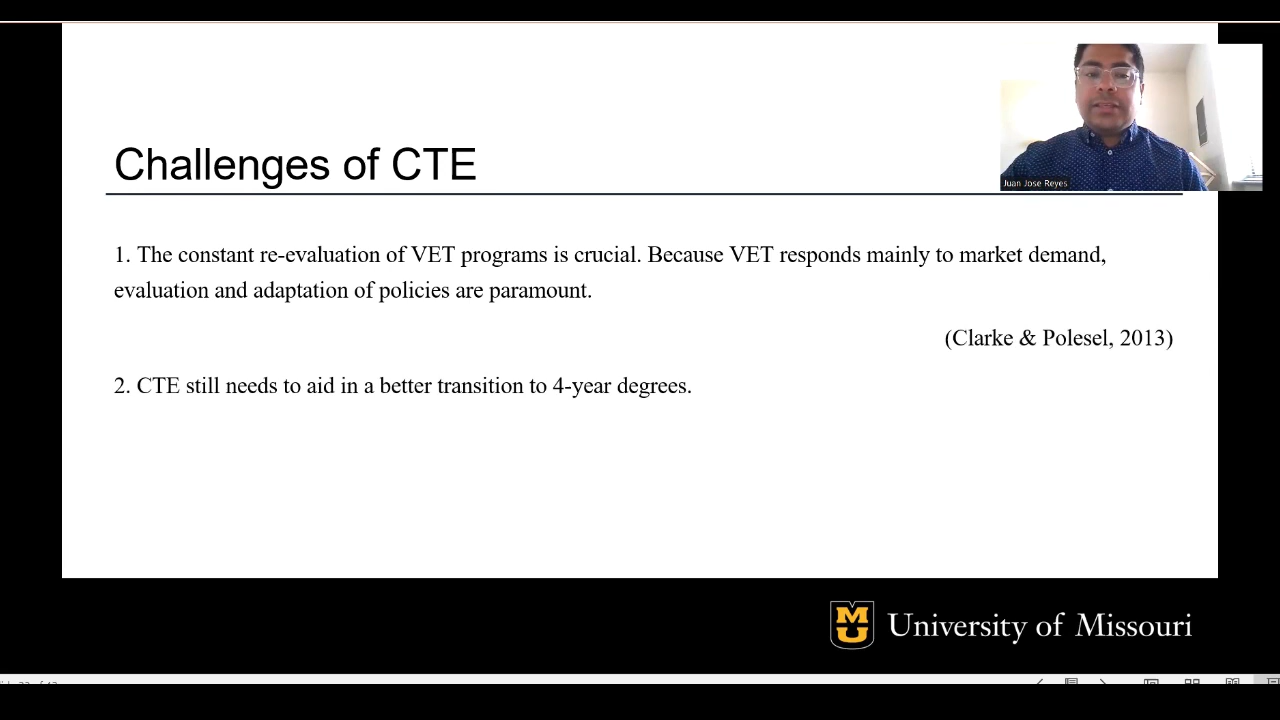 Challenges of CTE
Juan Jose Reyes
1. The constant re-evaluation of VET programs is crucial. Because VET responds mainly to market demand,
evaluation and adaptation of policies are paramount.
(Clarke & Polesel, 2013)
2. CTE still needs to aid in a better transition to 4-year degrees.
MU
University of Missouri